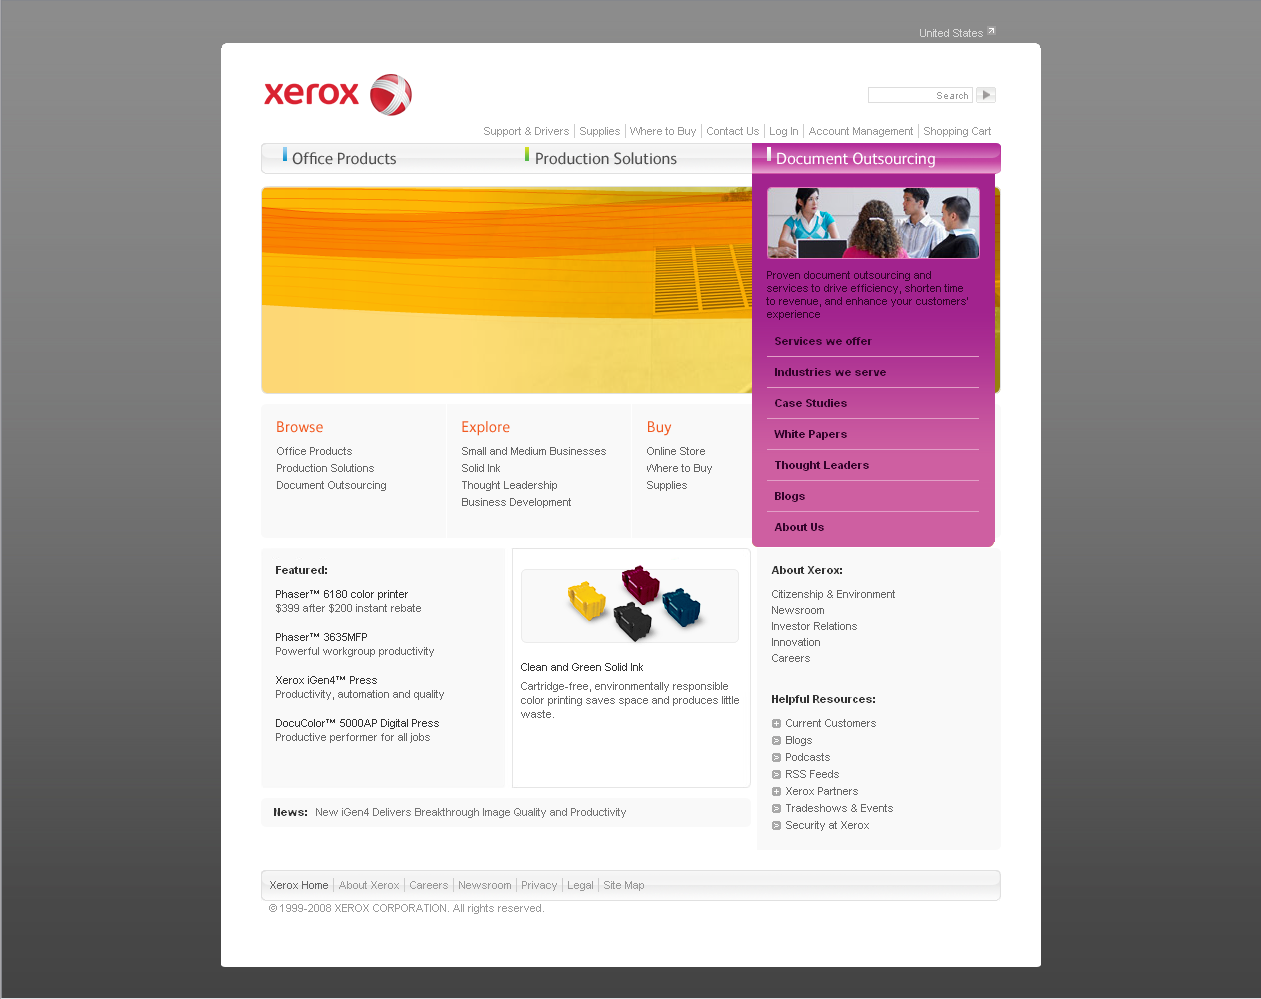 United States
xerox
Search
Support & Drivers
Supplies
Where to Buy
Contact Us
Log In
Account Management
Shopping Cart
Office Products
Production Solutions
Document Outsourcing
Proven document outsourcing and
services to drive efficiency, shorten time
to revenue, and enhance your customers'
experience
Services we offer
Industries we serve
Case Studies
White Papers
Thought Leaders
Blogs
About Us
Browse
Office Products
Production Solutions
Document Outsourcing
Explore
Small and Medium Businesses
Solid Ink
Thought Leadership
Business Development
Buy
Online Store
Where to Buy
Supplies
Featured:
Phaser™ 6180 color printer
$399 after $200 instant rebate
Phaser™ 3635MFP
Powerful workgroup productivity
Xerox iGen4™ Press
Productivity, automation and quality
DocuColor™ 5000AP Digital Press
Productive performer for all jobs
Clean and Green Solid Ink
Cartridge-free, environmentally responsible
color printing saves space and produces little
waste.
About Xerox:
Citizenship & Environment
Newsroom
Investor Relations
Innovation
Careers
Helpful Resources:
Current Customers
Blogs
Podcasts
RSS Feeds
Xerox Partners
Tradeshows & Events
Security at Xerox
News: New iGen4 Delivers Breakthrough Image Quality and Productivity
Xerox Home
About Xerox
Careers
Newsroom
Privacy
Legal
Site Map
© 1999-2008 XEROX CORPORATION. All rights reserved.